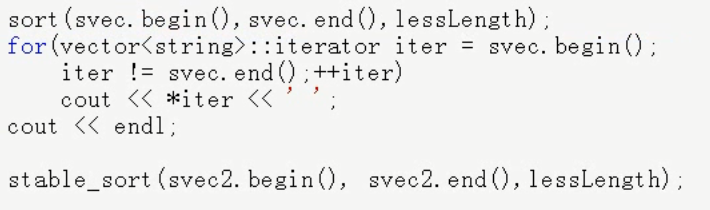 sort(svec.begin(), svec.end(), lessLength);
for(vector<string>::iterator iter = svec.begin();
    iter != svec.end();++iter)
    cout << *iter << ' ';
cout << endl;

stable_sort(svec2.begin(), svec2.end(), lessLength);